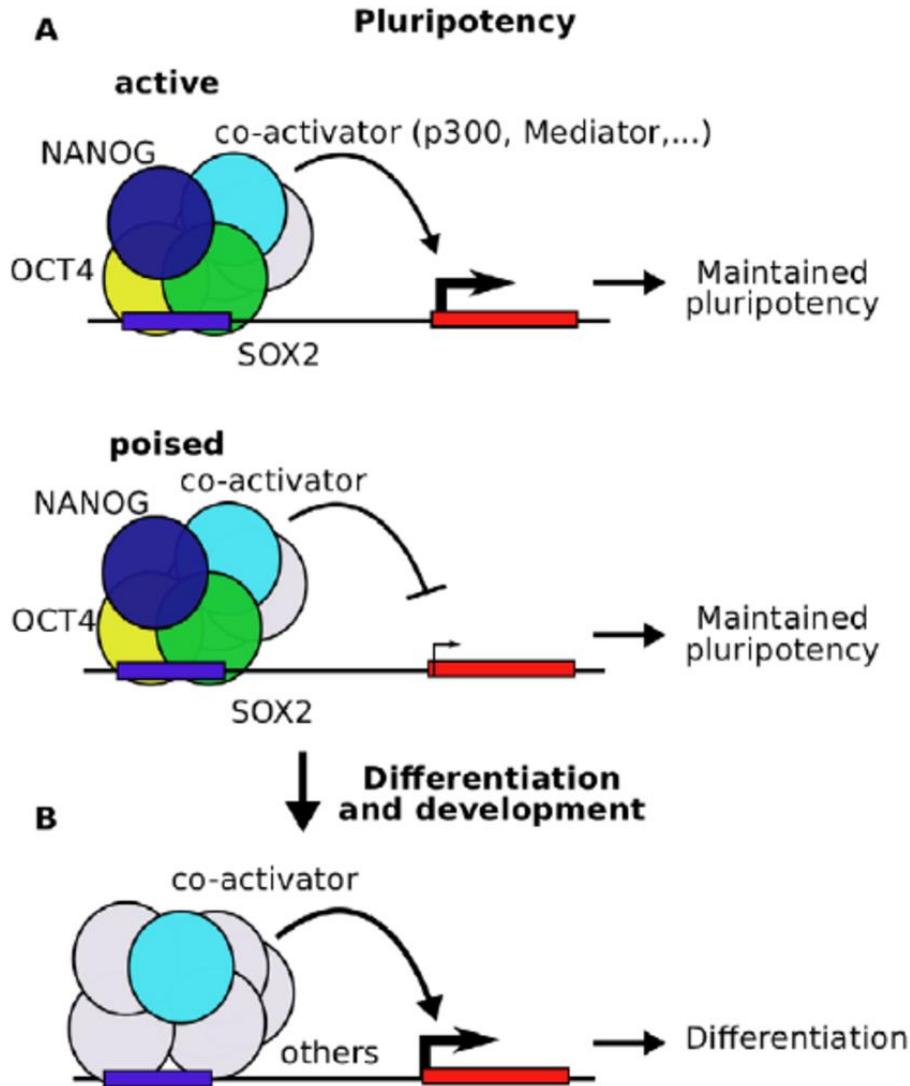 A
Pluripotency
active
co-activator (p300, Mediator,...)
NANOG
OCT4
SOX2
Maintained
pluripotency
poised
co-activator
NANOG
OCT4
SOX2
Maintained
pluripotency
Differentiation
and development
B
co-activator
others
Differentiation